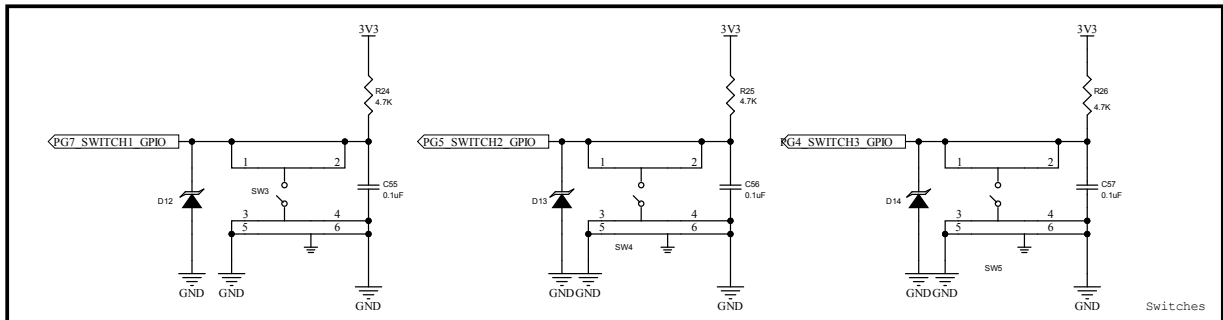 3V3
R24
4.7K
PG7_SWITCH1_GPIO
1 2
D12
SW3
C55
0.1uF
3 4
5 6
GND GND GND
3V3
R25
4.7K
PG5_SWITCH2_GPIO
1 2
D13
C56
0.1uF
3 4
5 6
SW4
GND GND GND
3V3
R26
4.7K
PG4_SWITCH3_GPIO
1 2
D14
C57
0.1uF
3 4
5 6
SW5
GND GND GND
Switches